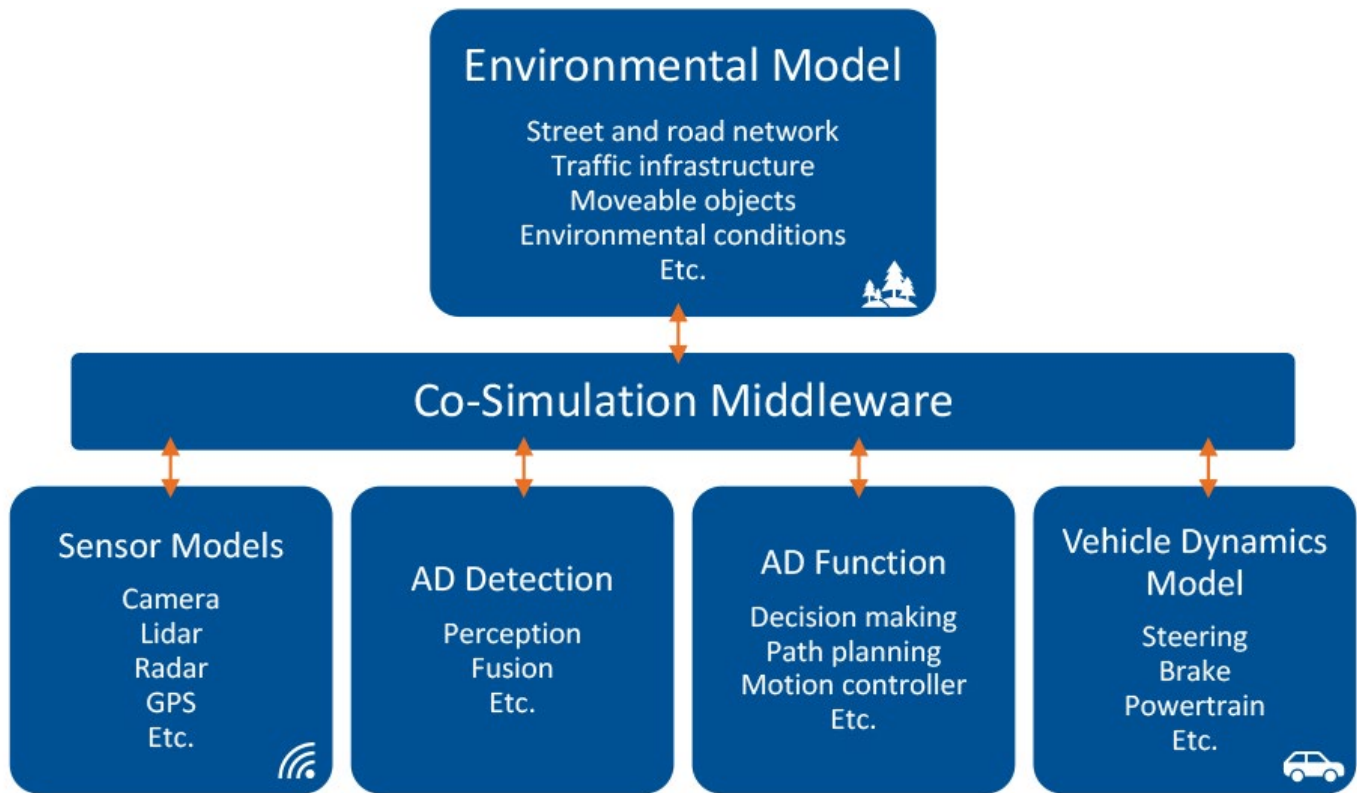 Environmental Model
Street and road network
Traffic infrastructure
Moveable objects
Environmental conditions
Etc.
Co-Simulation Middleware
Sensor Models
Camera
Lidar
Radar
GPS
Etc.
AD Detection
Perception
Fusion
Etc.
AD Function
Decision making
Path planning
Motion controller
Etc.
Vehicle Dynamics
Model
Steering
Brake
Powertrain
Etc.